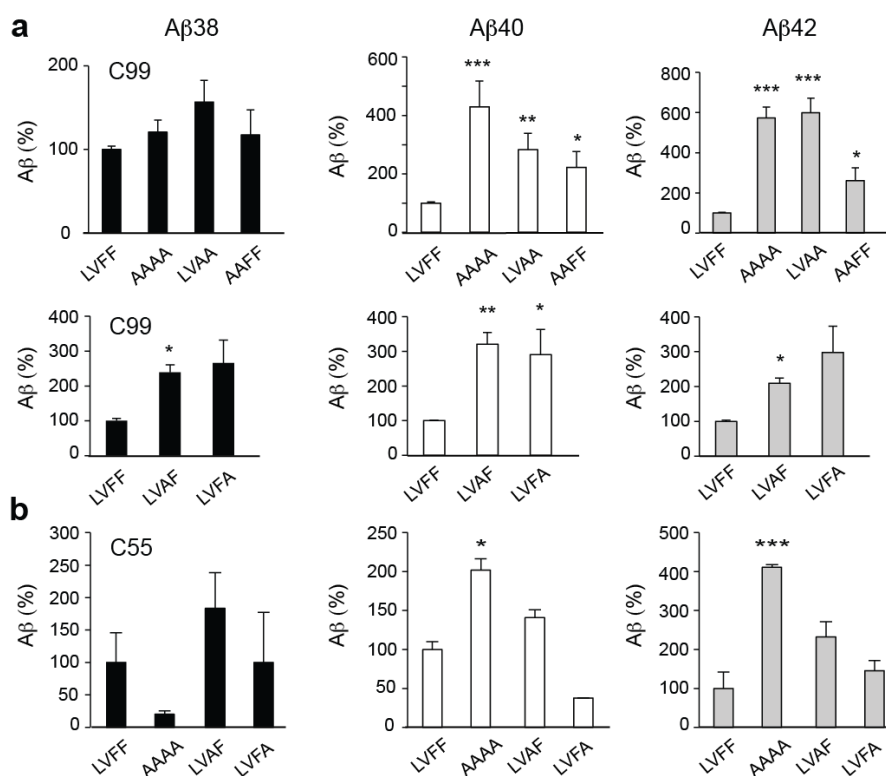 a
Aβ38
Aβ40
Aβ42
C99
Aβ (%)
200
150
100
50
0
LVFF
AAAA
LVAA
AAFF
Aβ (%)
600
400
200
0
***
**
*
LVFF
AAAA
LVAA
AAFF
Aβ (%)
800
600
400
200
0
***
***
*
LVFF
AAAA
LVAA
AAFF
C99
Aβ (%)
400
300
200
100
0
*
LVFF
LVAF
LVFA
Aβ (%)
400
300
200
100
0
**
*
LVFF
LVAF
LVFA
Aβ (%)
400
300
200
100
0
*
LVFF
LVAF
LVFA
b
C55
Aβ (%)
300
250
200
150
100
50
0
LVFF
AAAA
LVAF
LVFA
Aβ (%)
250
200
150
100
50
0
*
LVFF
AAAA
LVAF
LVFA
Aβ (%)
500
400
300
200
100
0
***
LVFF
AAAA
LVAF
LVFA